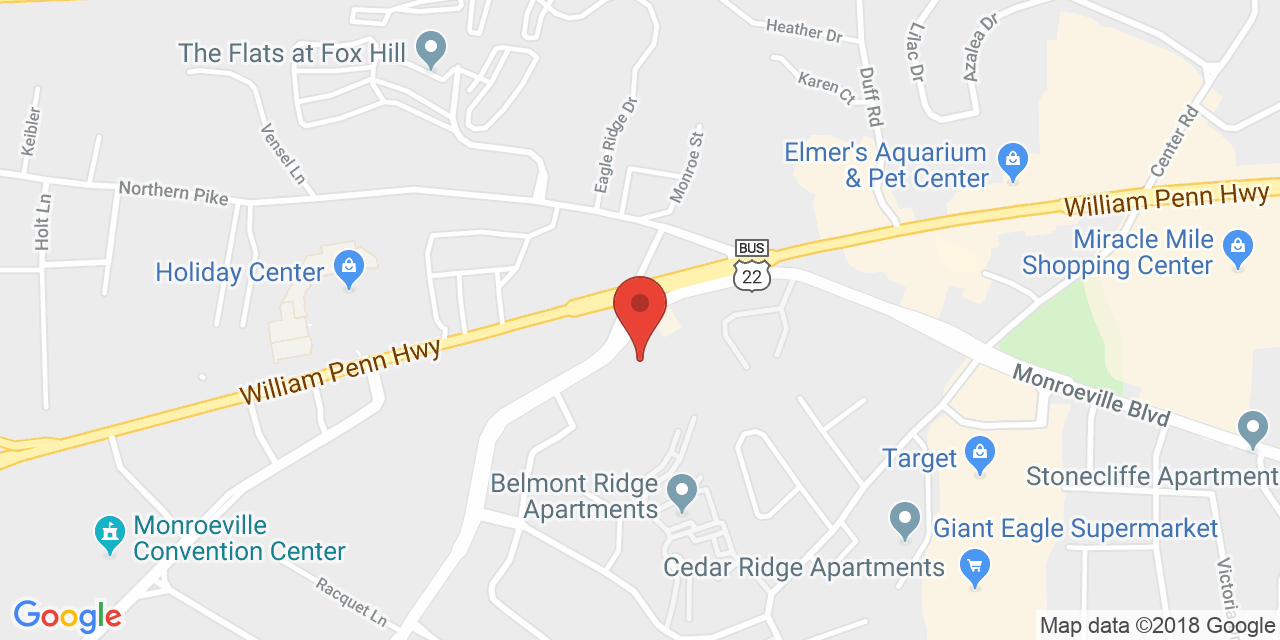 Heather Dr
Lilac Dr
Azalea Dr
The Flats at Fox Hill
Karen Ct
Duff Rd
Keibler
Vensel Ln
Eagle Ridge Dr
Monroe St
Center Rd
Elmer's Aquarium
& Pet Center
Northern Pike
Holt Ln
William Penn Hwy
BUS
22
Miracle Mile
Shopping Center
Holiday Center
William Penn Hwy
Monroeville Blvd
Target
Belmont Ridge
Apartments
Stonecliffe Apartment
Monroeville
Convention Center
Giant Eagle Supermarket
Cedar Ridge Apartments
Racquet Ln
Victoria
Google
Map data ©2018 Google